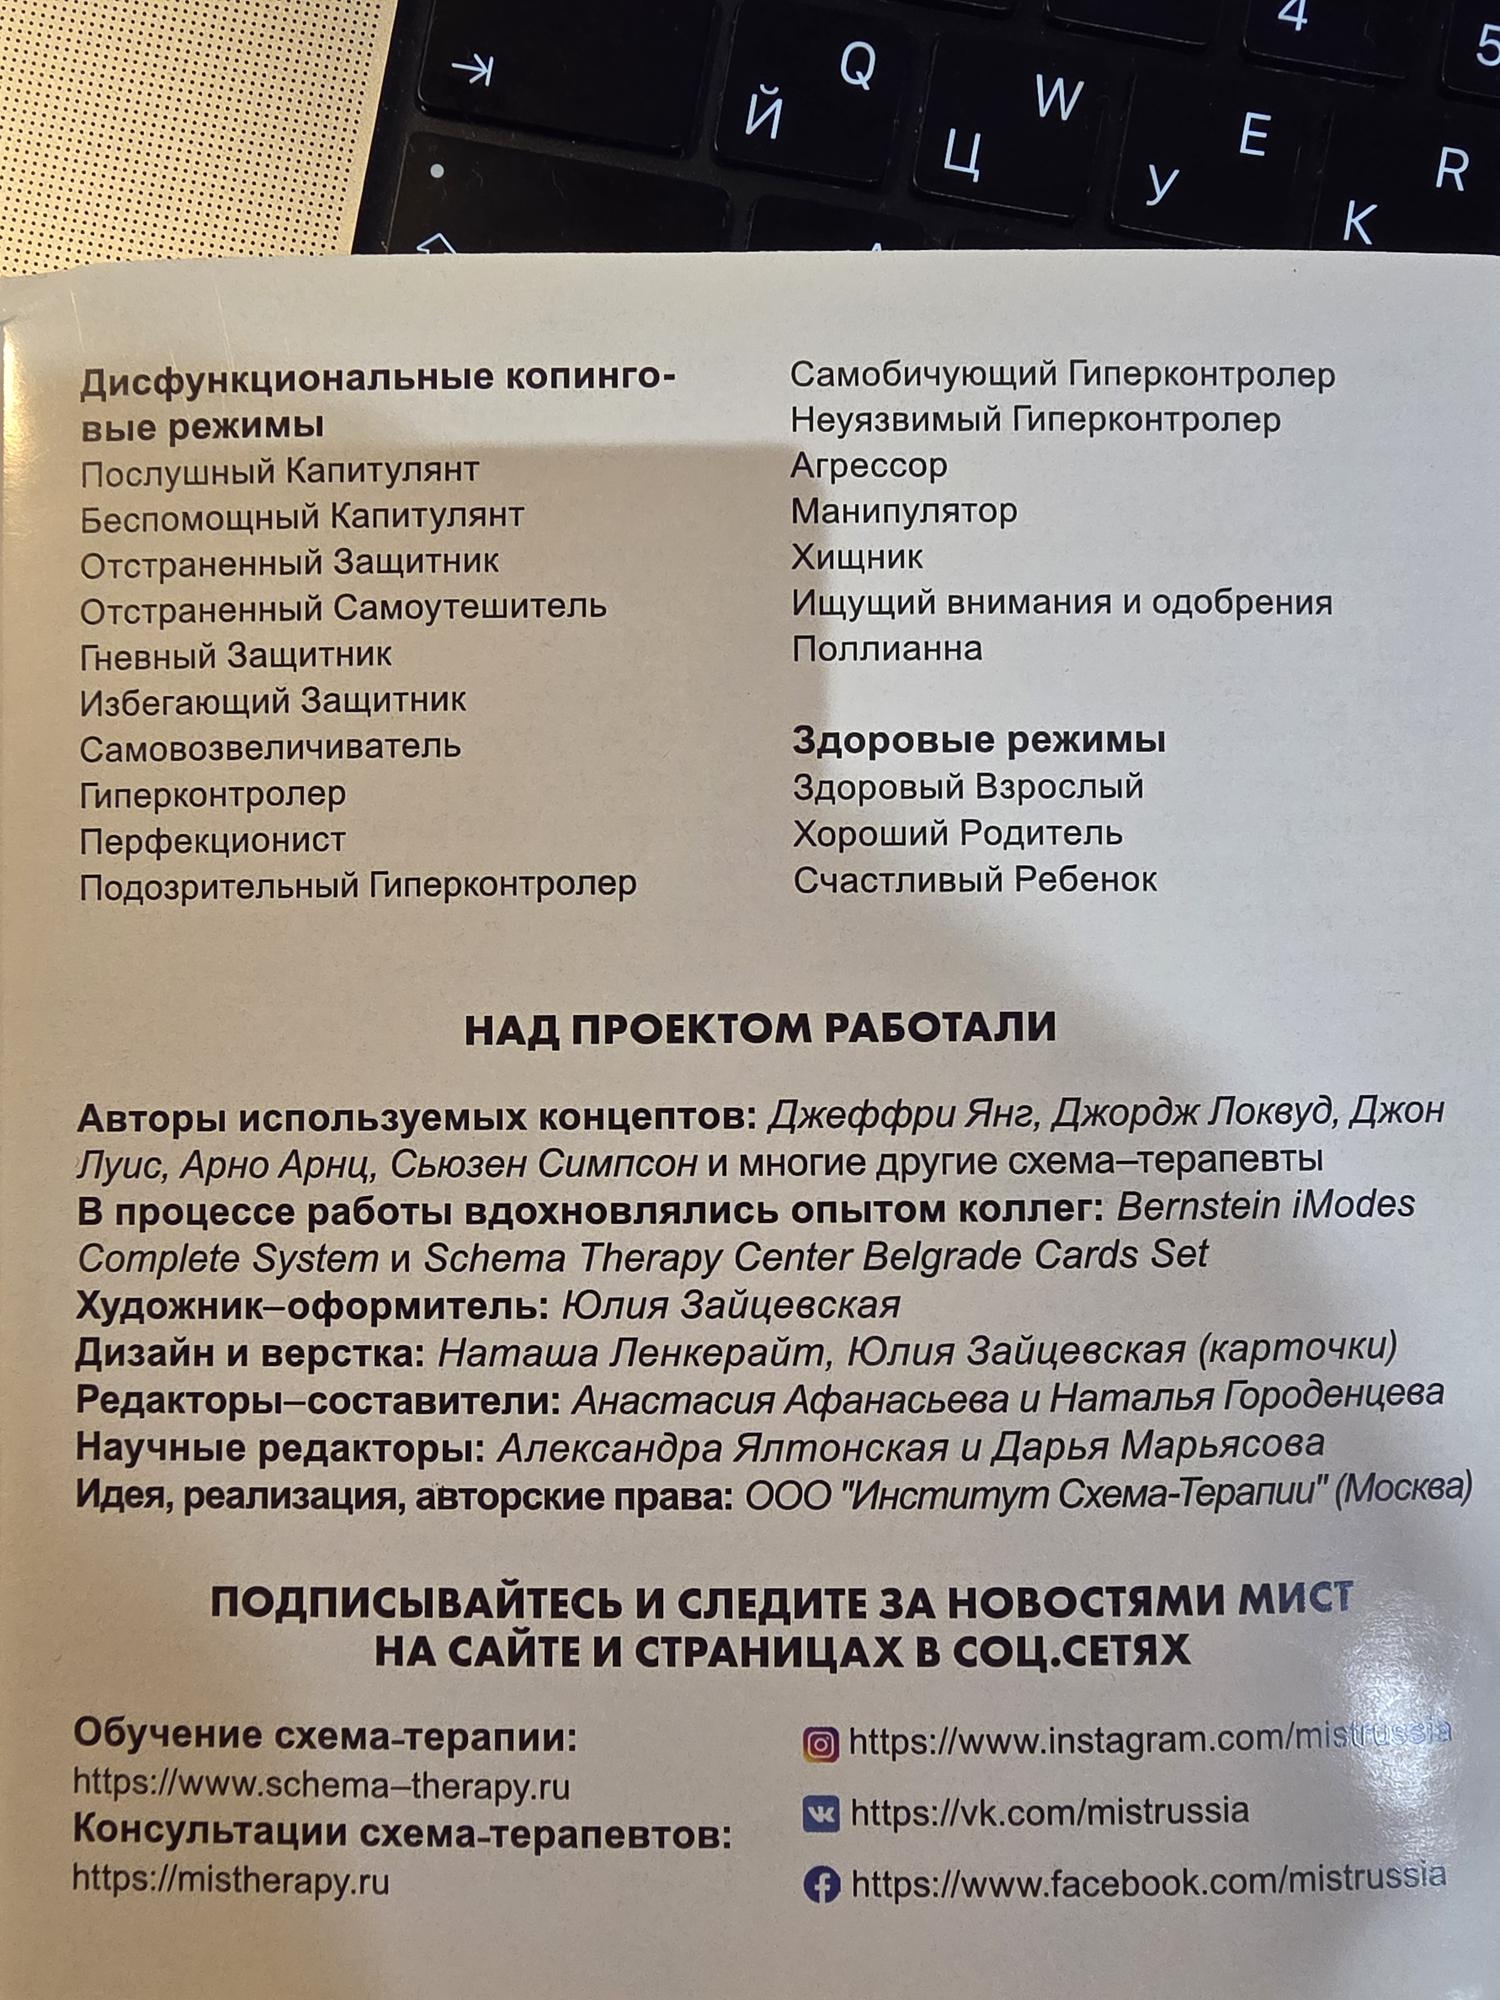 4
5
Q
W
E
R
Й
Ц
У
К
Дисфункциональные копинго-
вые режимы
Послушный Капитулянт
Беспомощный Капитулянт
Отстраненный Защитник
Отстраненный Самоутешитель
Гневный Защитник
Избегающий Защитник
Самовозвеличиватель
Гиперконтролер
Перфекционист
Подозрительный Гиперконтролер
Самобичующий Гиперконтролер
Неуязвимый Гиперконтролер
Агрессор
Манипулятор
Хищник
Ищущий внимания и одобрения
Поллианна
Здоровые режимы
Здоровый Взрослый
Хороший Родитель
Счастливый Ребенок
НАД ПРОЕКТОМ РАБОТАЛИ
Авторы используемых концептов: Джеффри Янг, Джордж Локвуд, Джон
Луис, Арно Арнц, Сьюзен Симпсон и многие другие схема–терапевты
В процессе работы вдохновлялись опытом коллег: Bernstein iModes
Complete System и Schema Therapy Center Belgrade Cards Set
Художник–оформитель: Юлия Зайцевская
Дизайн и верстка: Наташа Ленкерайт, Юлия Зайцевская (карточки)
Редакторы–составители: Анастасия Афанасьева и Наталья Городенцева
Научные редакторы: Александра Ялтонская и Дарья Марьясова
Идея, реализация, авторские права: ООО "Институт Схема-Терапии" (Москва)
ПОДПИСЫВАЙТЕСЬ И СЛЕДИТЕ ЗА НОВОСТЯМИ МИСТ
НА САЙТЕ И СТРАНИЦАХ В СОЦ.СЕТЯХ
Обучение схема-терапии:
https://www.schema–therapy.ru
Консультации схема-терапевтов:
https://mistherapy.ru
https://www.instagram.com/mistrussia
https://vk.com/mistrussia
https://www.facebook.com/mistrussia